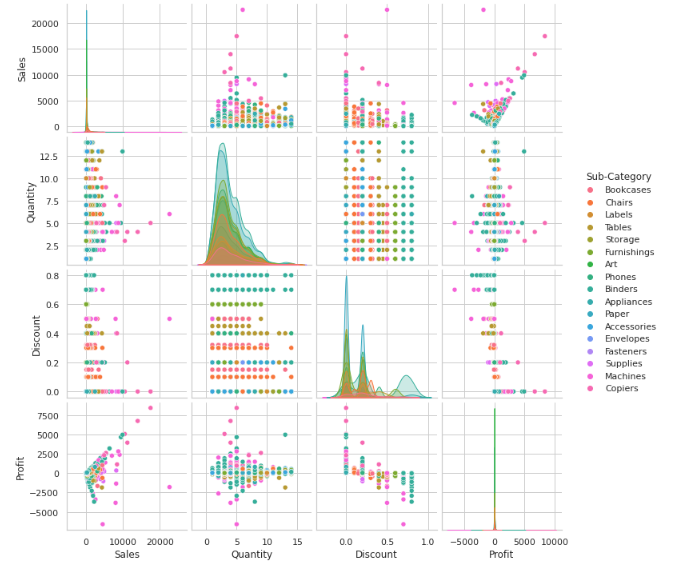 20000
15000
10000
5000
0
Sales
12.5
10.0
7.5
5.0
2.5
Quantity
0.8
0.6
0.4
0.2
0.0
Discount
7500
5000
2500
0
−2500
−5000
Profit
0 10000 20000
Sales
0 5 10 15
Quantity
0.0 0.5 1.0
Discount
−5000 0 5000 10000
Profit
Sub-Category
Bookcases
Chairs
Labels
Tables
Storage
Furnishings
Art
Phones
Binders
Appliances
Paper
Accessories
Envelopes
Fasteners
Supplies
Machines
Copiers